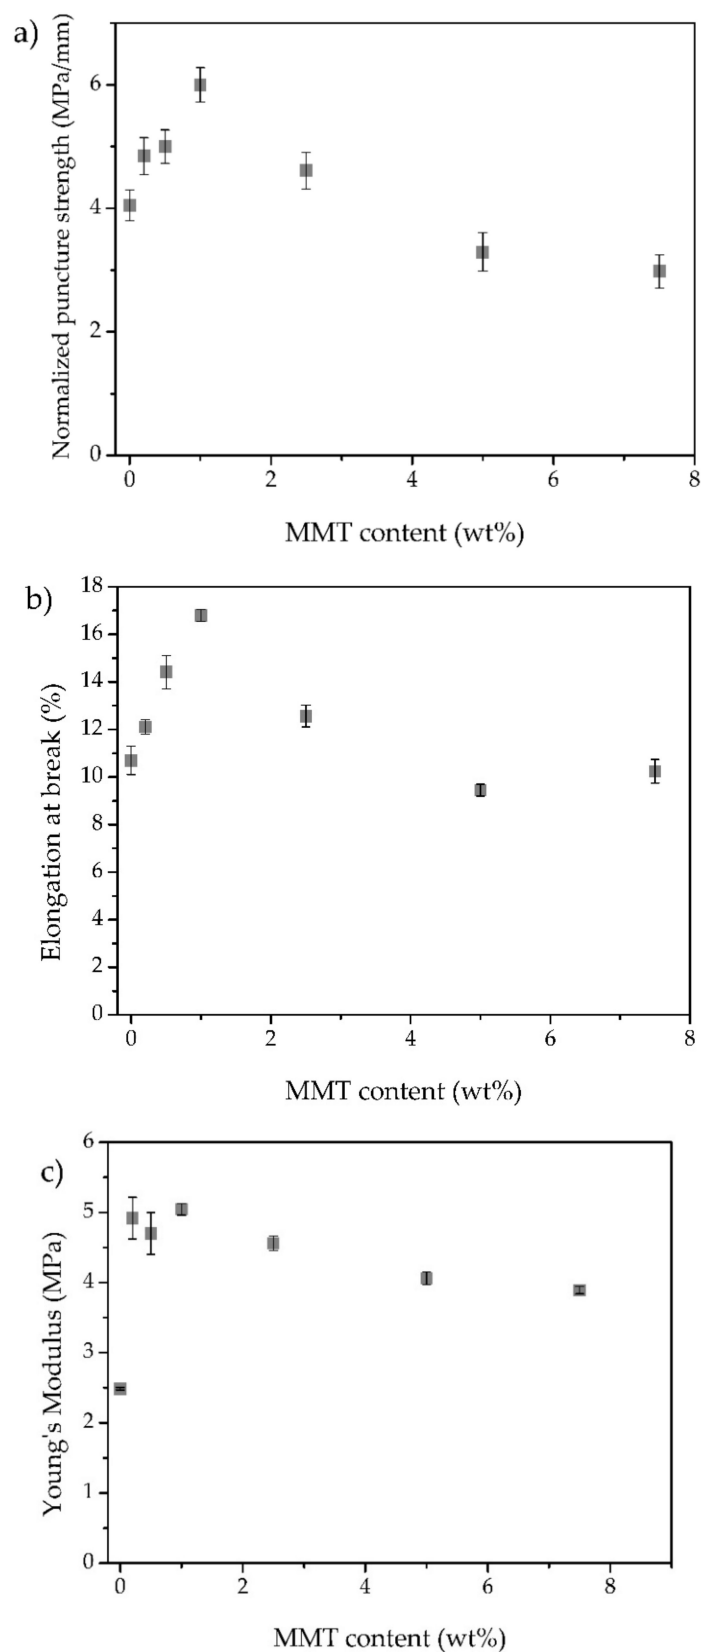 a)
Normalized puncture strength (MPa/mm)
6
4
2
0
0 2 4 6 8
MMT content (wt%)
b)
Elongation at break (%)
18
16
14
12
10
8
6
4
2
0
0 2 4 6 8
MMT content (wt%)
c)
Young's Modulus (MPa)
6
5
4
3
2
1
0
0 2 4 6 8
MMT content (wt%)